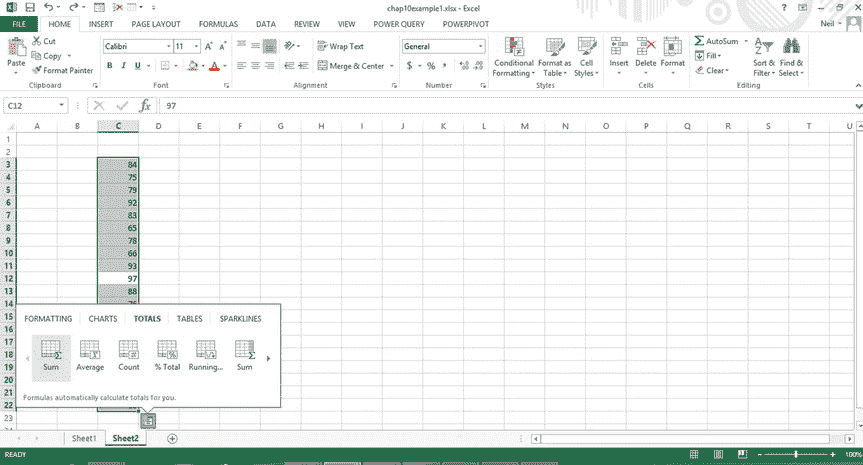 chap10example1.xlsx - Excel
FILE HOME INSERT PAGE LAYOUT FORMULAS DATA REVIEW VIEW POWER QUERY POWERPIVOT Neil
Paste
Cut
Copy
Format Painter
Clipboard
Calibri 11
B I U
Font
Wrap Text
Merge & Center
Alignment
General
$ % ,
Number
Conditional Formatting
Format as Table
Cell Styles
Styles
Insert Delete Format
Cells
AutoSum
Fill
Clear
Sort & Filter
Find & Select
Editing
C12 fx 97
A B C D E F G H I J K L M N O P Q R S T U
1
2
3 84
4 75
5 79
6 92
7 83
8 65
9 78
10 66
11 93
12 97
13 88
14
15
16
17
18
19
20
21
22
23
FORMATTING CHARTS TOTALS TABLES SPARKLINES
Sum Average Count % Total Running... Sum
Formulas automatically calculate totals for you.
Sheet1 Sheet2
READY 100%